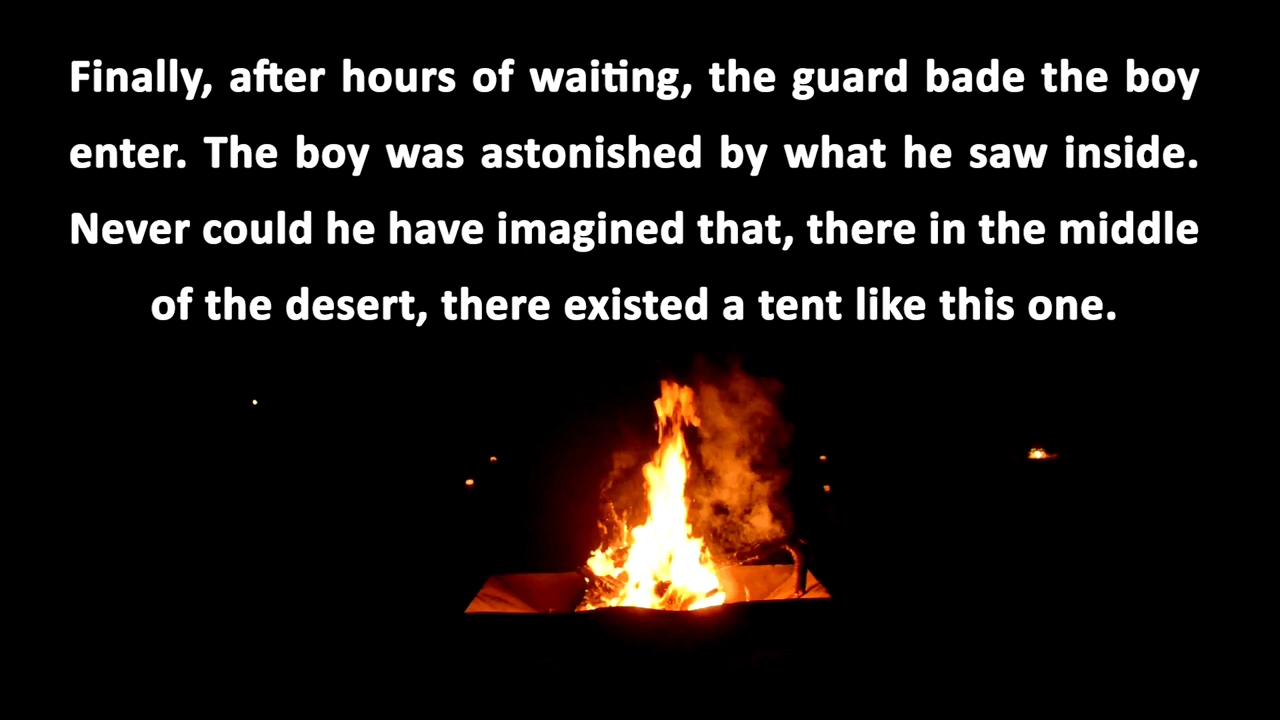 Finally, after hours of waiting, the guard bade the boy
enter. The boy was astonished by what he saw inside.
Never could he have imagined that, there in the middle
of the desert, there existed a tent like this one.